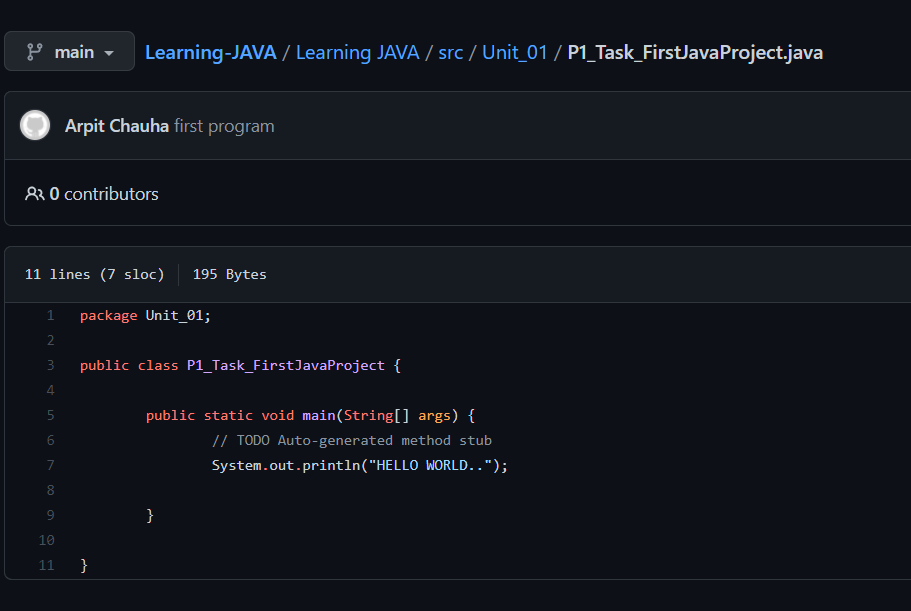 main
Learning-JAVA / Learning JAVA / src / Unit_01 / P1_Task_FirstJavaProject.java
Arpit Chauha first program
0 contributors
11 lines (7 sloc) 195 Bytes
1 package Unit_01;
2
3 public class P1_Task_FirstJavaProject {
4
5 public static void main(String[] args) {
6 // TODO Auto-generated method stub
7 System.out.println("HELLO WORLD..");
8
9 }
10
11 }